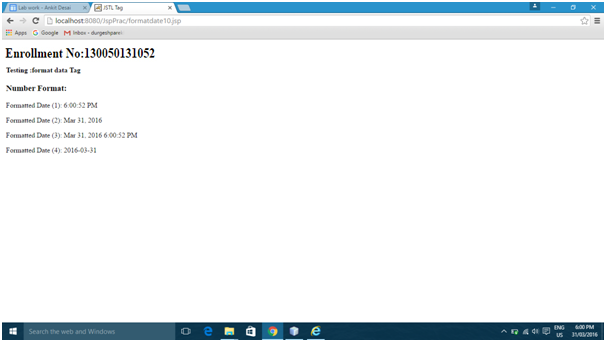 Lab work - Ankit Desai
JSTL Tag
localhost:8080/JspPrac/formatdate10.jsp
Apps Google Inbox - durgeshparm
Enrollment No:130050131052
Testing :format data Tag
Number Format:
Formatted Date (1): 6:00:52 PM
Formatted Date (2): Mar 31, 2016
Formatted Date (3): Mar 31, 2016 6:00:52 PM
Formatted Date (4): 2016-03-31
Search the web and Windows
ENG 6:00 PM
US 31/03/2016